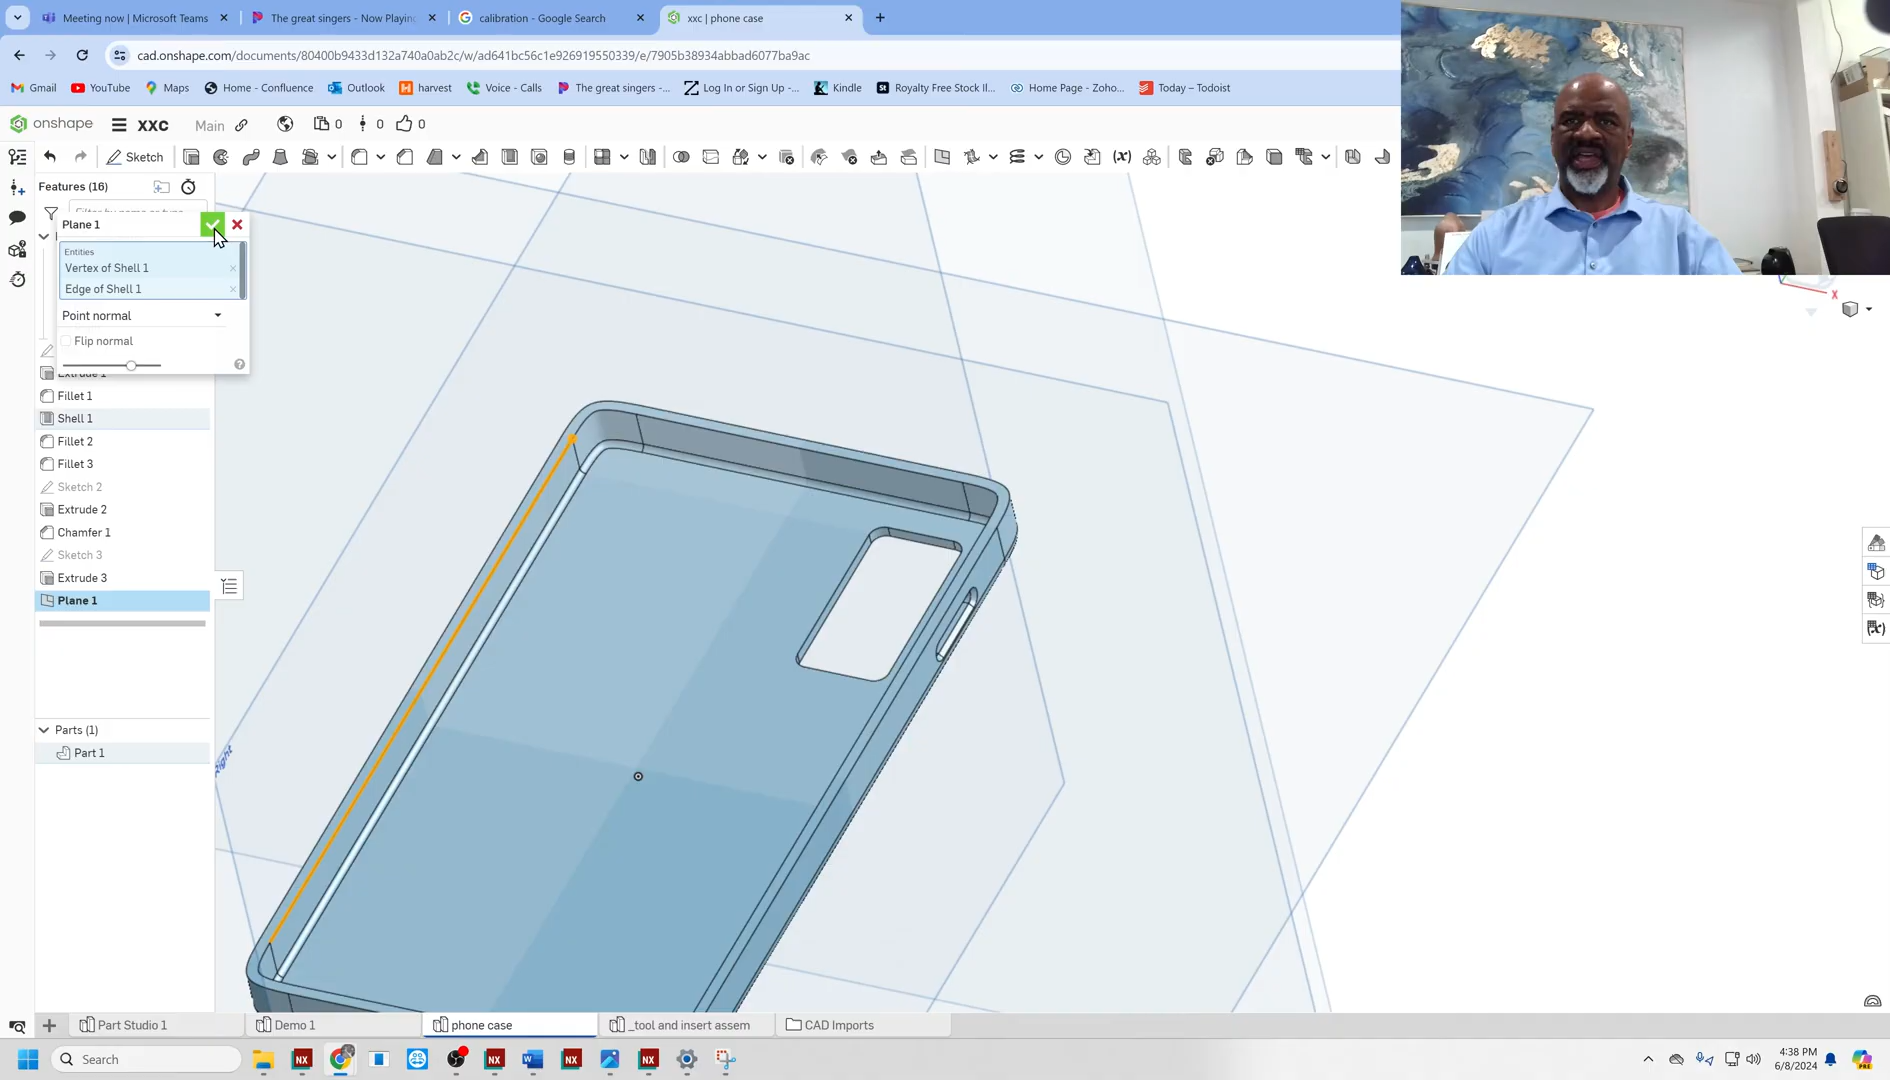 Meeting now | Microsoft Teams
The great singers - Now Playing
calibration - Google Search
xxc | phone case
cad.onshape.com/documents/80400b9433d132a740a0ab2c/w/ad641bc56c1e926919550339/e/7905b38934abbad6077ba9ac
Gmail YouTube Maps Home - Confluence Outlook harvest Voice - Calls The great singers -... Log In or Sign Up -... Kindle Royalty Free Stock Il... Home Page - Zoho... Today – Todoist
onshape XXC Main 0 0 0
Sketch
(x)
Features (16)
Plane 1
Entities
Vertex of Shell 1
Edge of Shell 1
Point normal
Flip normal
Extrude 1
Fillet 1
Shell 1
Fillet 2
Fillet 3
Sketch 2
Extrude 2
Chamfer 1
Sketch 3
Extrude 3
Plane 1
Parts (1)
Part 1
Right
X
(x)
Part Studio 1 Demo 1 phone case _tool and insert assem CAD Imports
Search
NX NX W NX NX
4:38 PM
6/8/2024